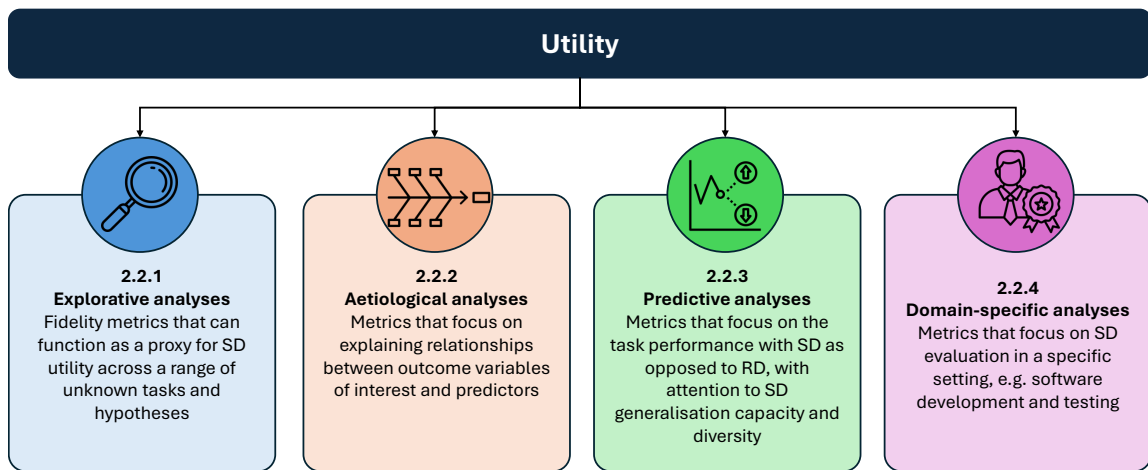 Utility
2.2.1
Explorative analyses
Fidelity metrics that can
function as a proxy for SD
utility across a range of
unknown tasks and
hypotheses
2.2.2
Aetiological analyses
Metrics that focus on
explaining relationships
between outcome variables
of interest and predictors
2.2.3
Predictive analyses
Metrics that focus on the
task performance with SD as
opposed to RD, with
attention to SD
generalisation capacity and
diversity
2.2.4
Domain-specific analyses
Metrics that focus on SD
evaluation in a specific
setting, e.g. software
development and testing